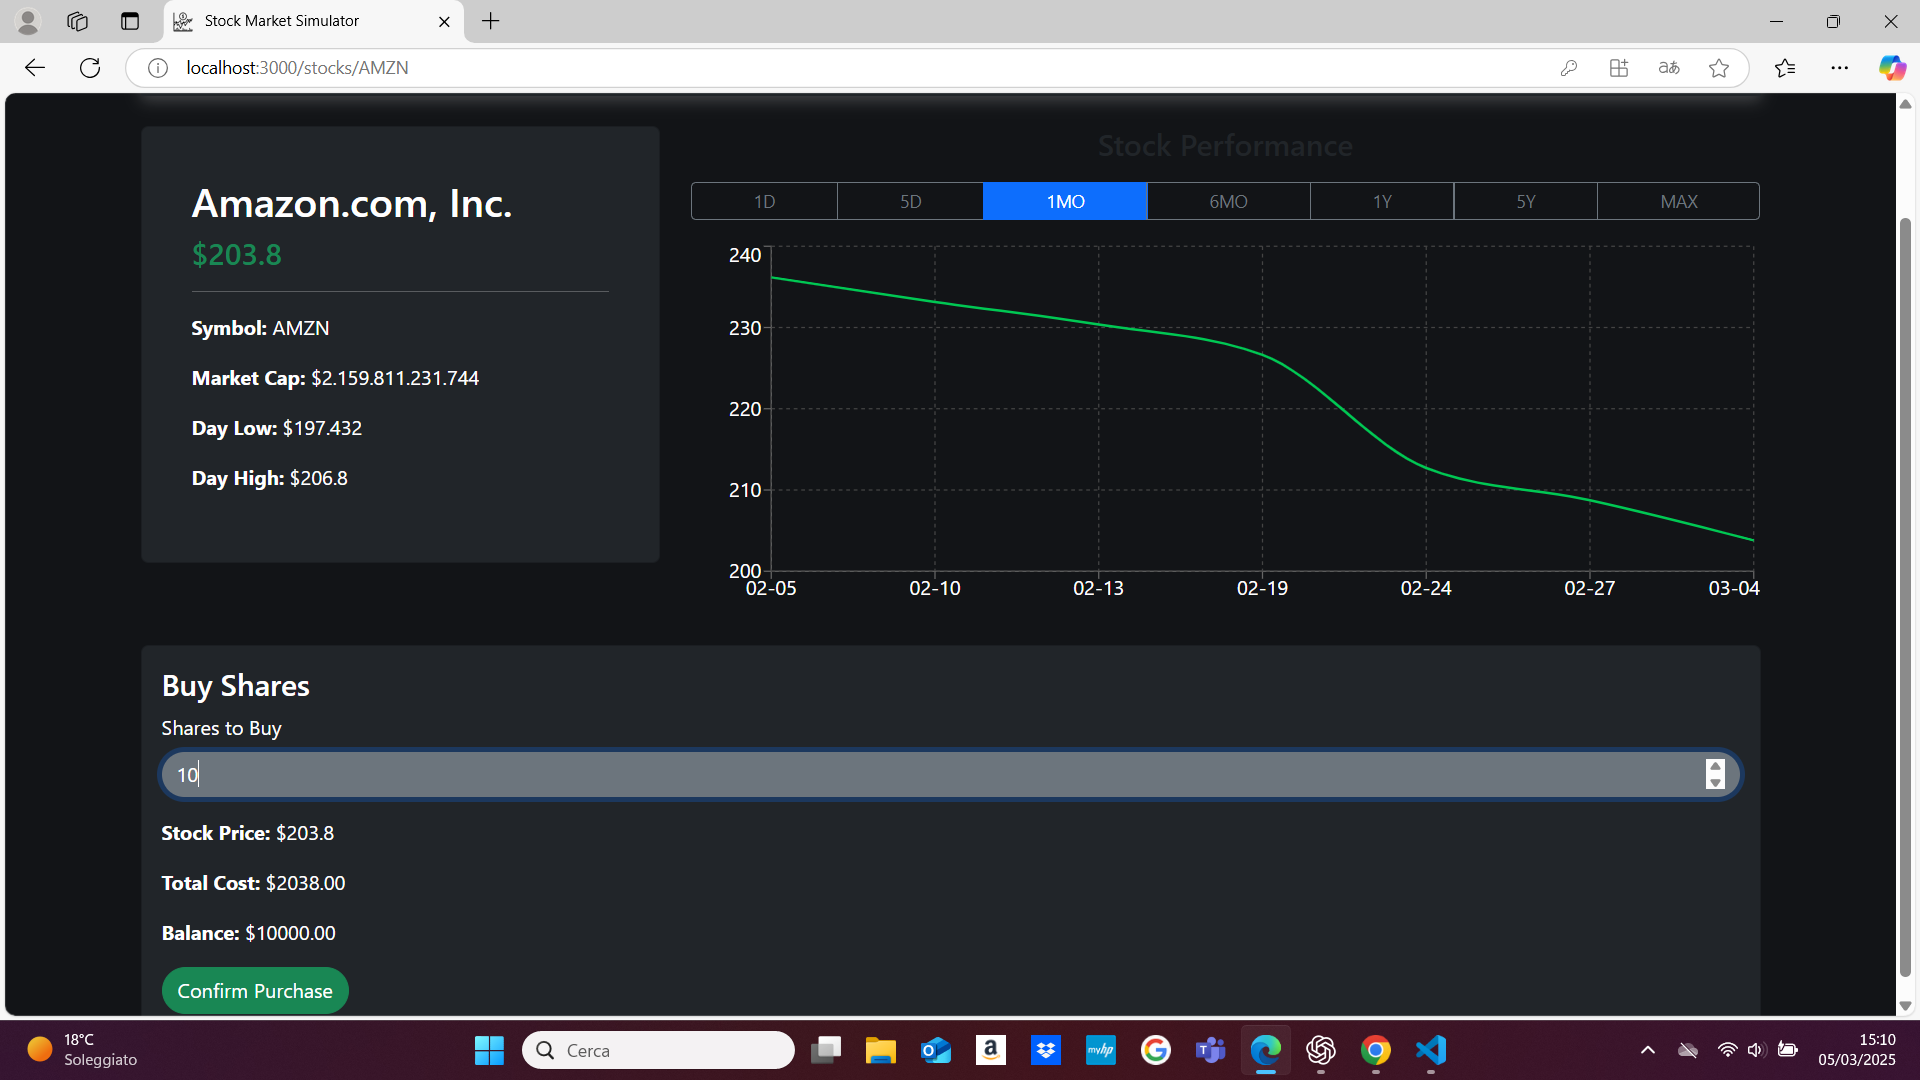 Stock Market Simulator
localhost:3000/stocks/AMZN
aあ
Amazon.com, Inc.
$203.8
Symbol: AMZN
Market Cap: $2.159.811.231.744
Day Low: $197.432
Day High: $206.8
Stock Performance
1D 5D 1MO 6MO 1Y 5Y MAX
240
230
220
210
200
02-05 02-10 02-13 02-19 02-24 02-27 03-04
Buy Shares
Shares to Buy
10
Stock Price: $203.8
Total Cost: $2038.00
Balance: $10000.00
Confirm Purchase
18°C
Soleggiato
Cerca
a
myhp
15:10
05/03/2025